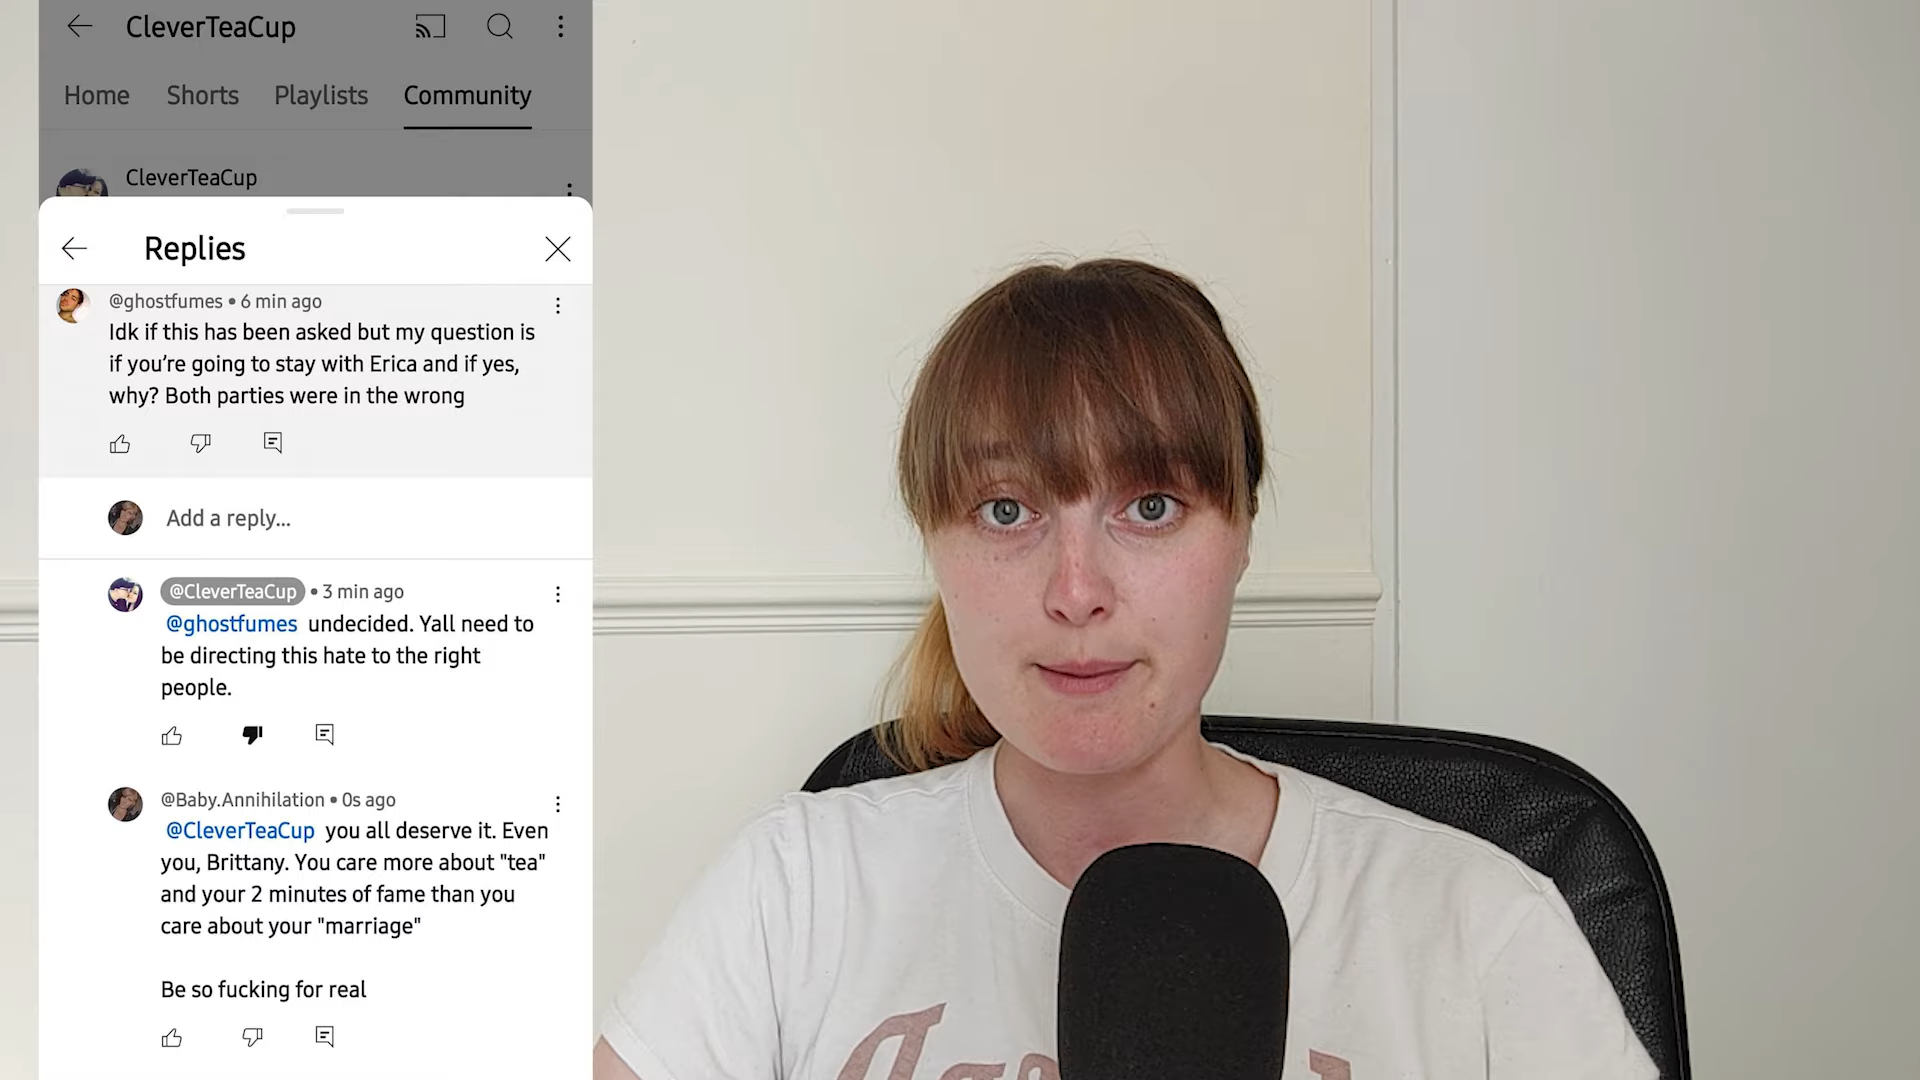 CleverTeaCup
Home Shorts Playlists Community
CleverTeaCup
Replies
@ghostfumes • 6 min ago
Idk if this has been asked but my question is
if you’re going to stay with Erica and if yes,
why? Both parties were in the wrong
Add a reply...
@CleverTeaCup • 3 min ago
@ghostfumes undecided. Yall need to
be directing this hate to the right
people.
@Baby.Annihilation • 0s ago
@CleverTeaCup you all deserve it. Even
you, Brittany. You care more about "tea"
and your 2 minutes of fame than you
care about your "marriage"
Be so fucking for real